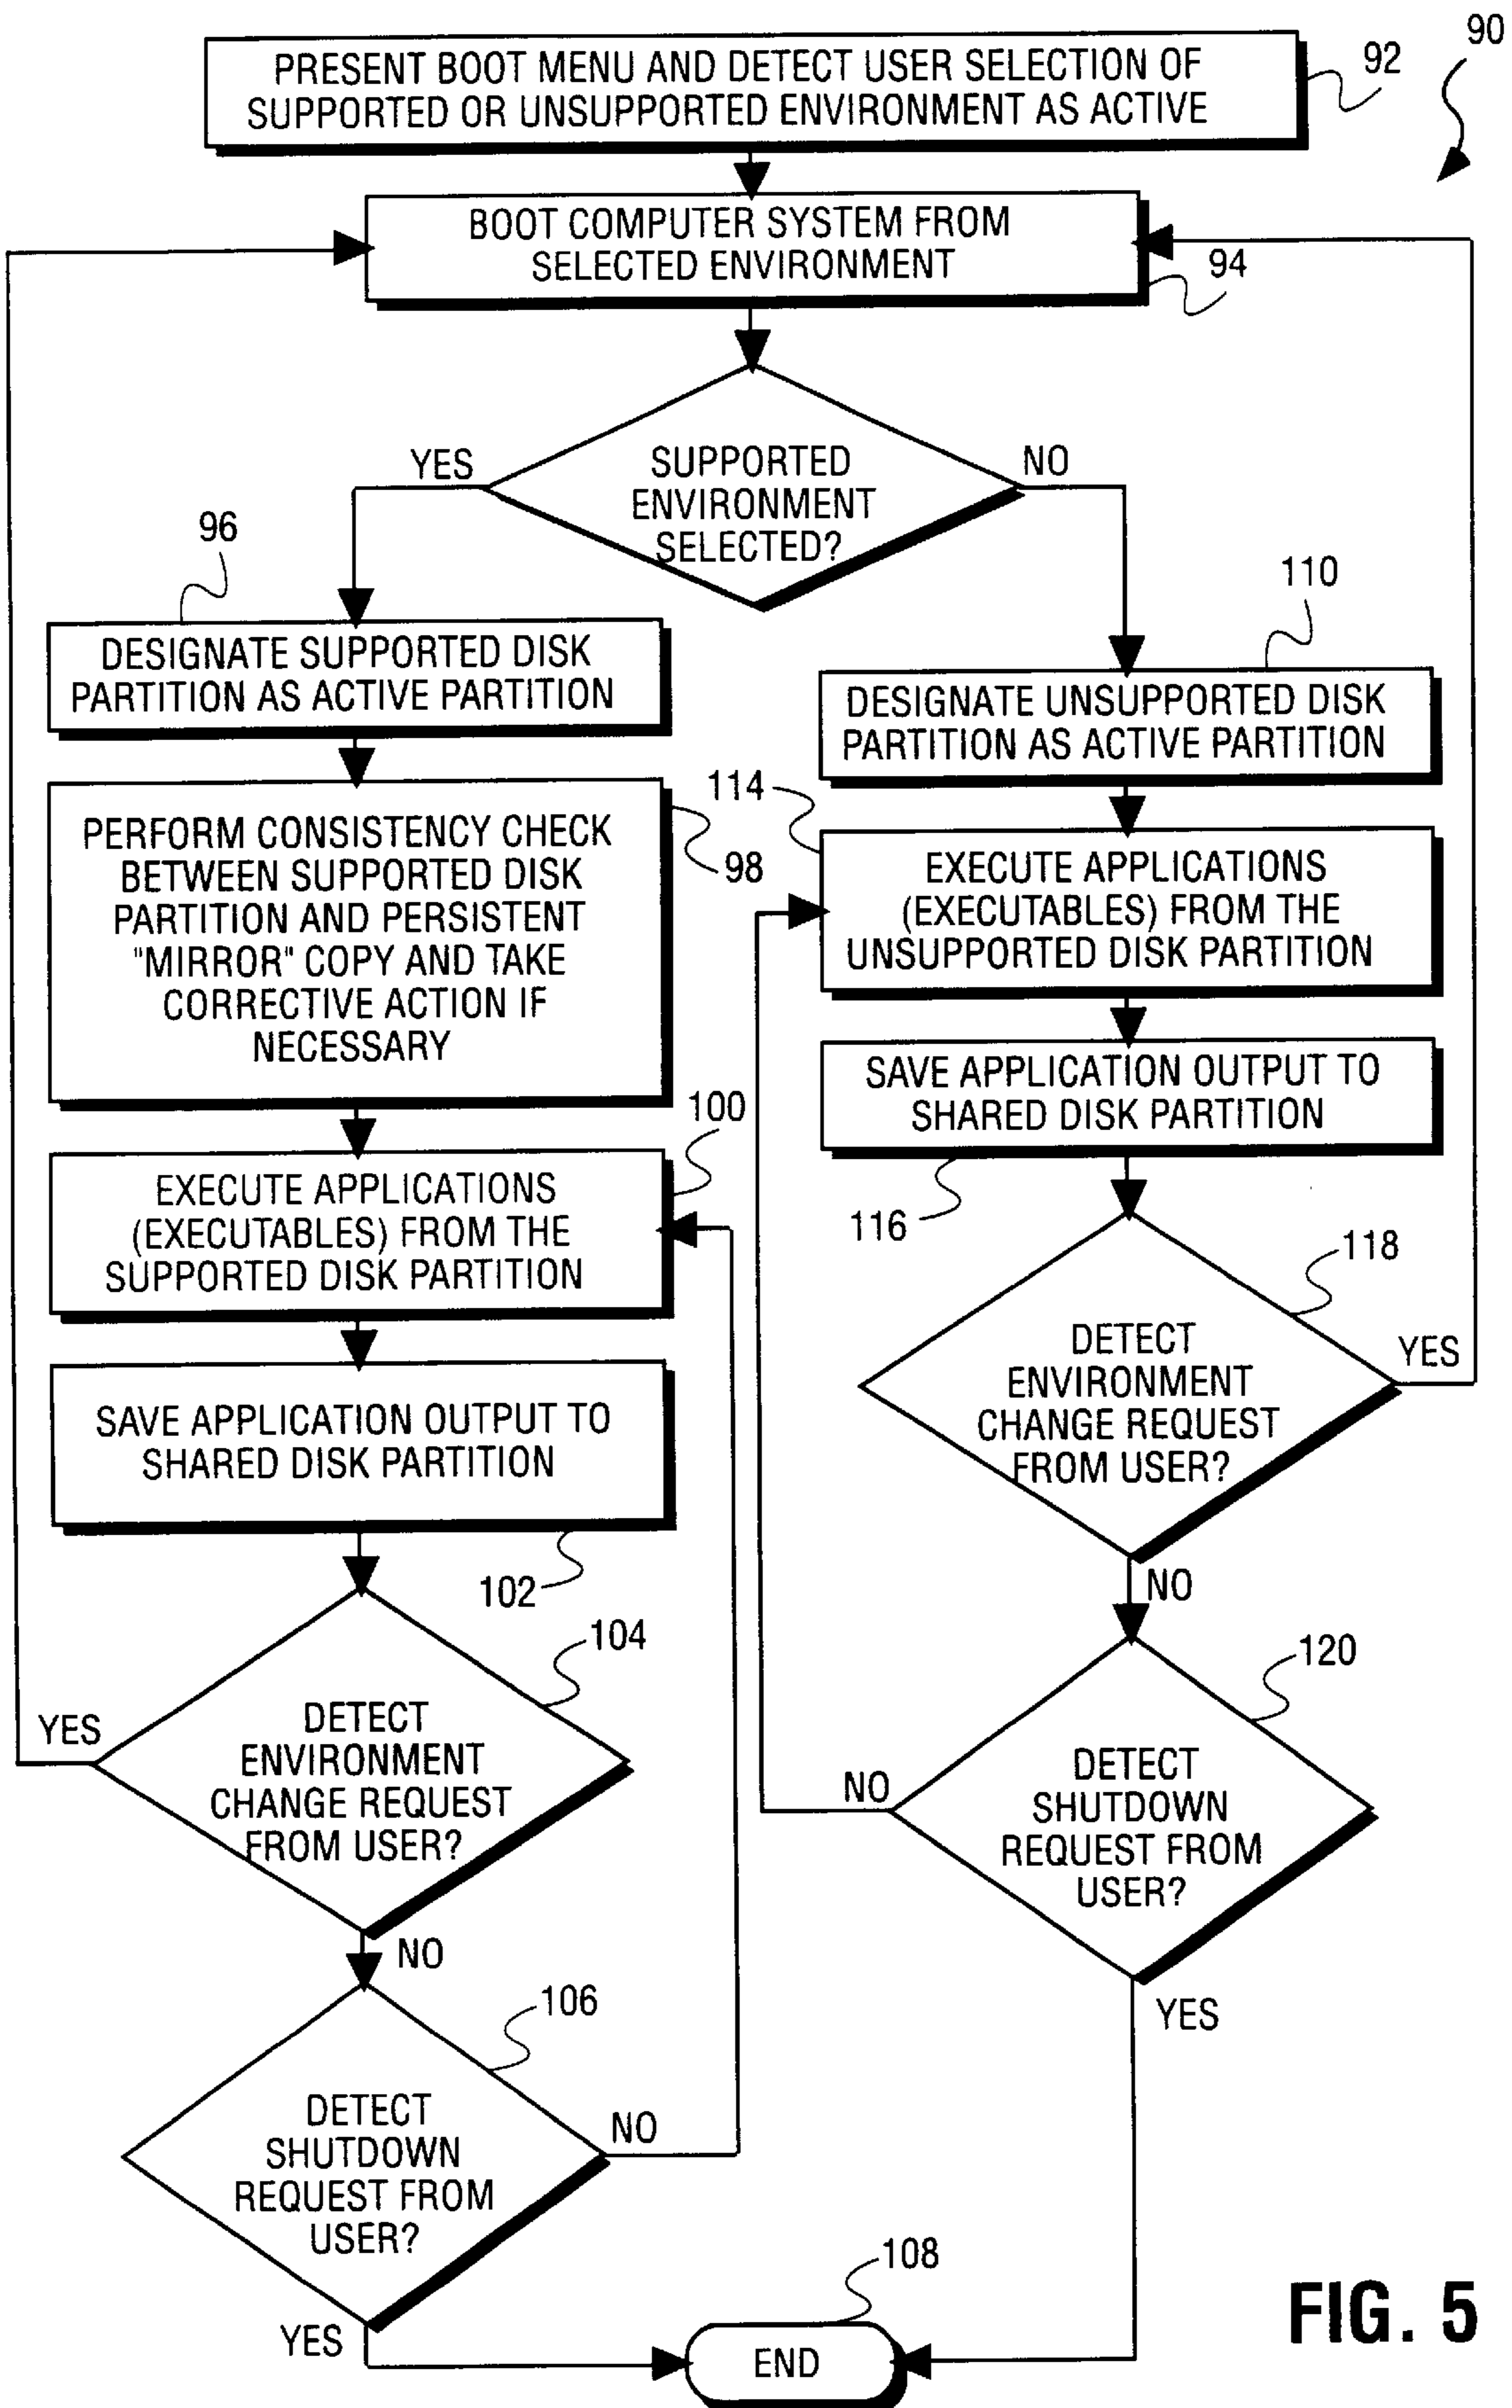 90
PRESENT BOOT MENU AND DETECT USER SELECTION OF
SUPPORTED OR UNSUPPORTED ENVIRONMENT AS ACTIVE
92
BOOT COMPUTER SYSTEM FROM
SELECTED ENVIRONMENT
94
SUPPORTED
ENVIRONMENT
SELECTED?
YES
NO
96
DESIGNATE SUPPORTED DISK
PARTITION AS ACTIVE PARTITION
PERFORM CONSISTENCY CHECK
BETWEEN SUPPORTED DISK
PARTITION AND PERSISTENT
"MIRROR" COPY AND TAKE
CORRECTIVE ACTION IF
NECESSARY
98
100
EXECUTE APPLICATIONS
(EXECUTABLES) FROM THE
SUPPORTED DISK PARTITION
SAVE APPLICATION OUTPUT TO
SHARED DISK PARTITION
102
104
DETECT
ENVIRONMENT
CHANGE REQUEST
FROM USER?
YES
NO
106
DETECT
SHUTDOWN
REQUEST FROM
USER?
NO
YES
110
DESIGNATE UNSUPPORTED DISK
PARTITION AS ACTIVE PARTITION
114
EXECUTE APPLICATIONS
(EXECUTABLES) FROM THE
UNSUPPORTED DISK PARTITION
SAVE APPLICATION OUTPUT TO
SHARED DISK PARTITION
116
118
DETECT
ENVIRONMENT
CHANGE REQUEST
FROM USER?
YES
NO
120
DETECT
SHUTDOWN
REQUEST FROM
USER?
NO
YES
108
END
FIG. 5